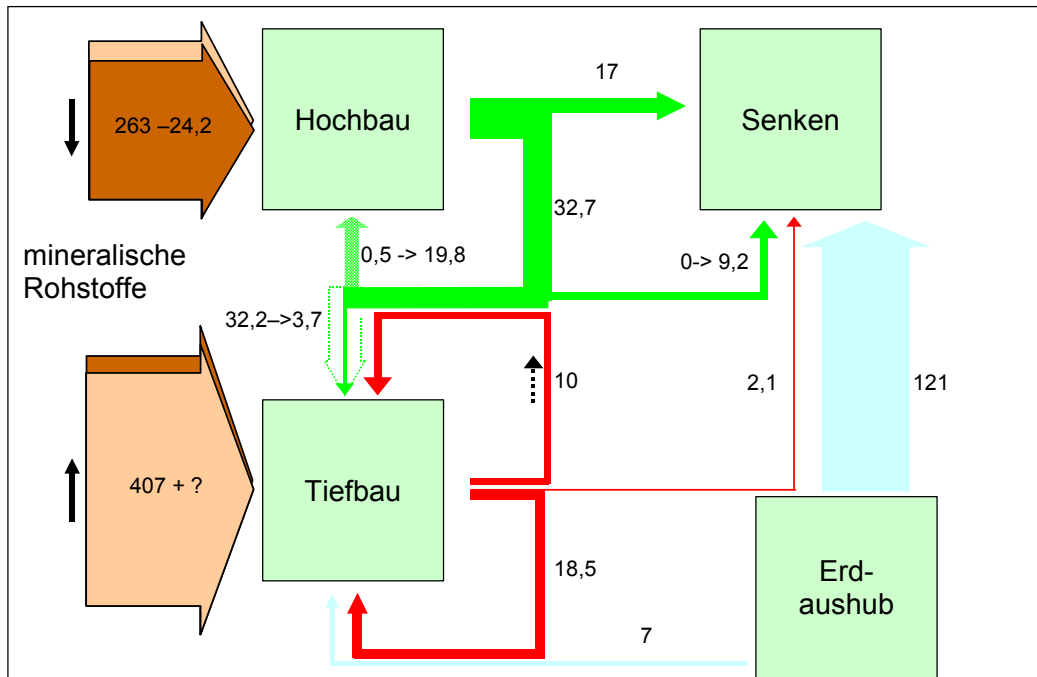 17
Hochbau
Senken
263 –24,2
32,7
mineralische
Rohstoffe
0,5 -> 19,8
0-> 9,2
32,2–>3,7
10
2,1
121
407 + ?
Tiefbau
18,5
Erd-
aushub
7